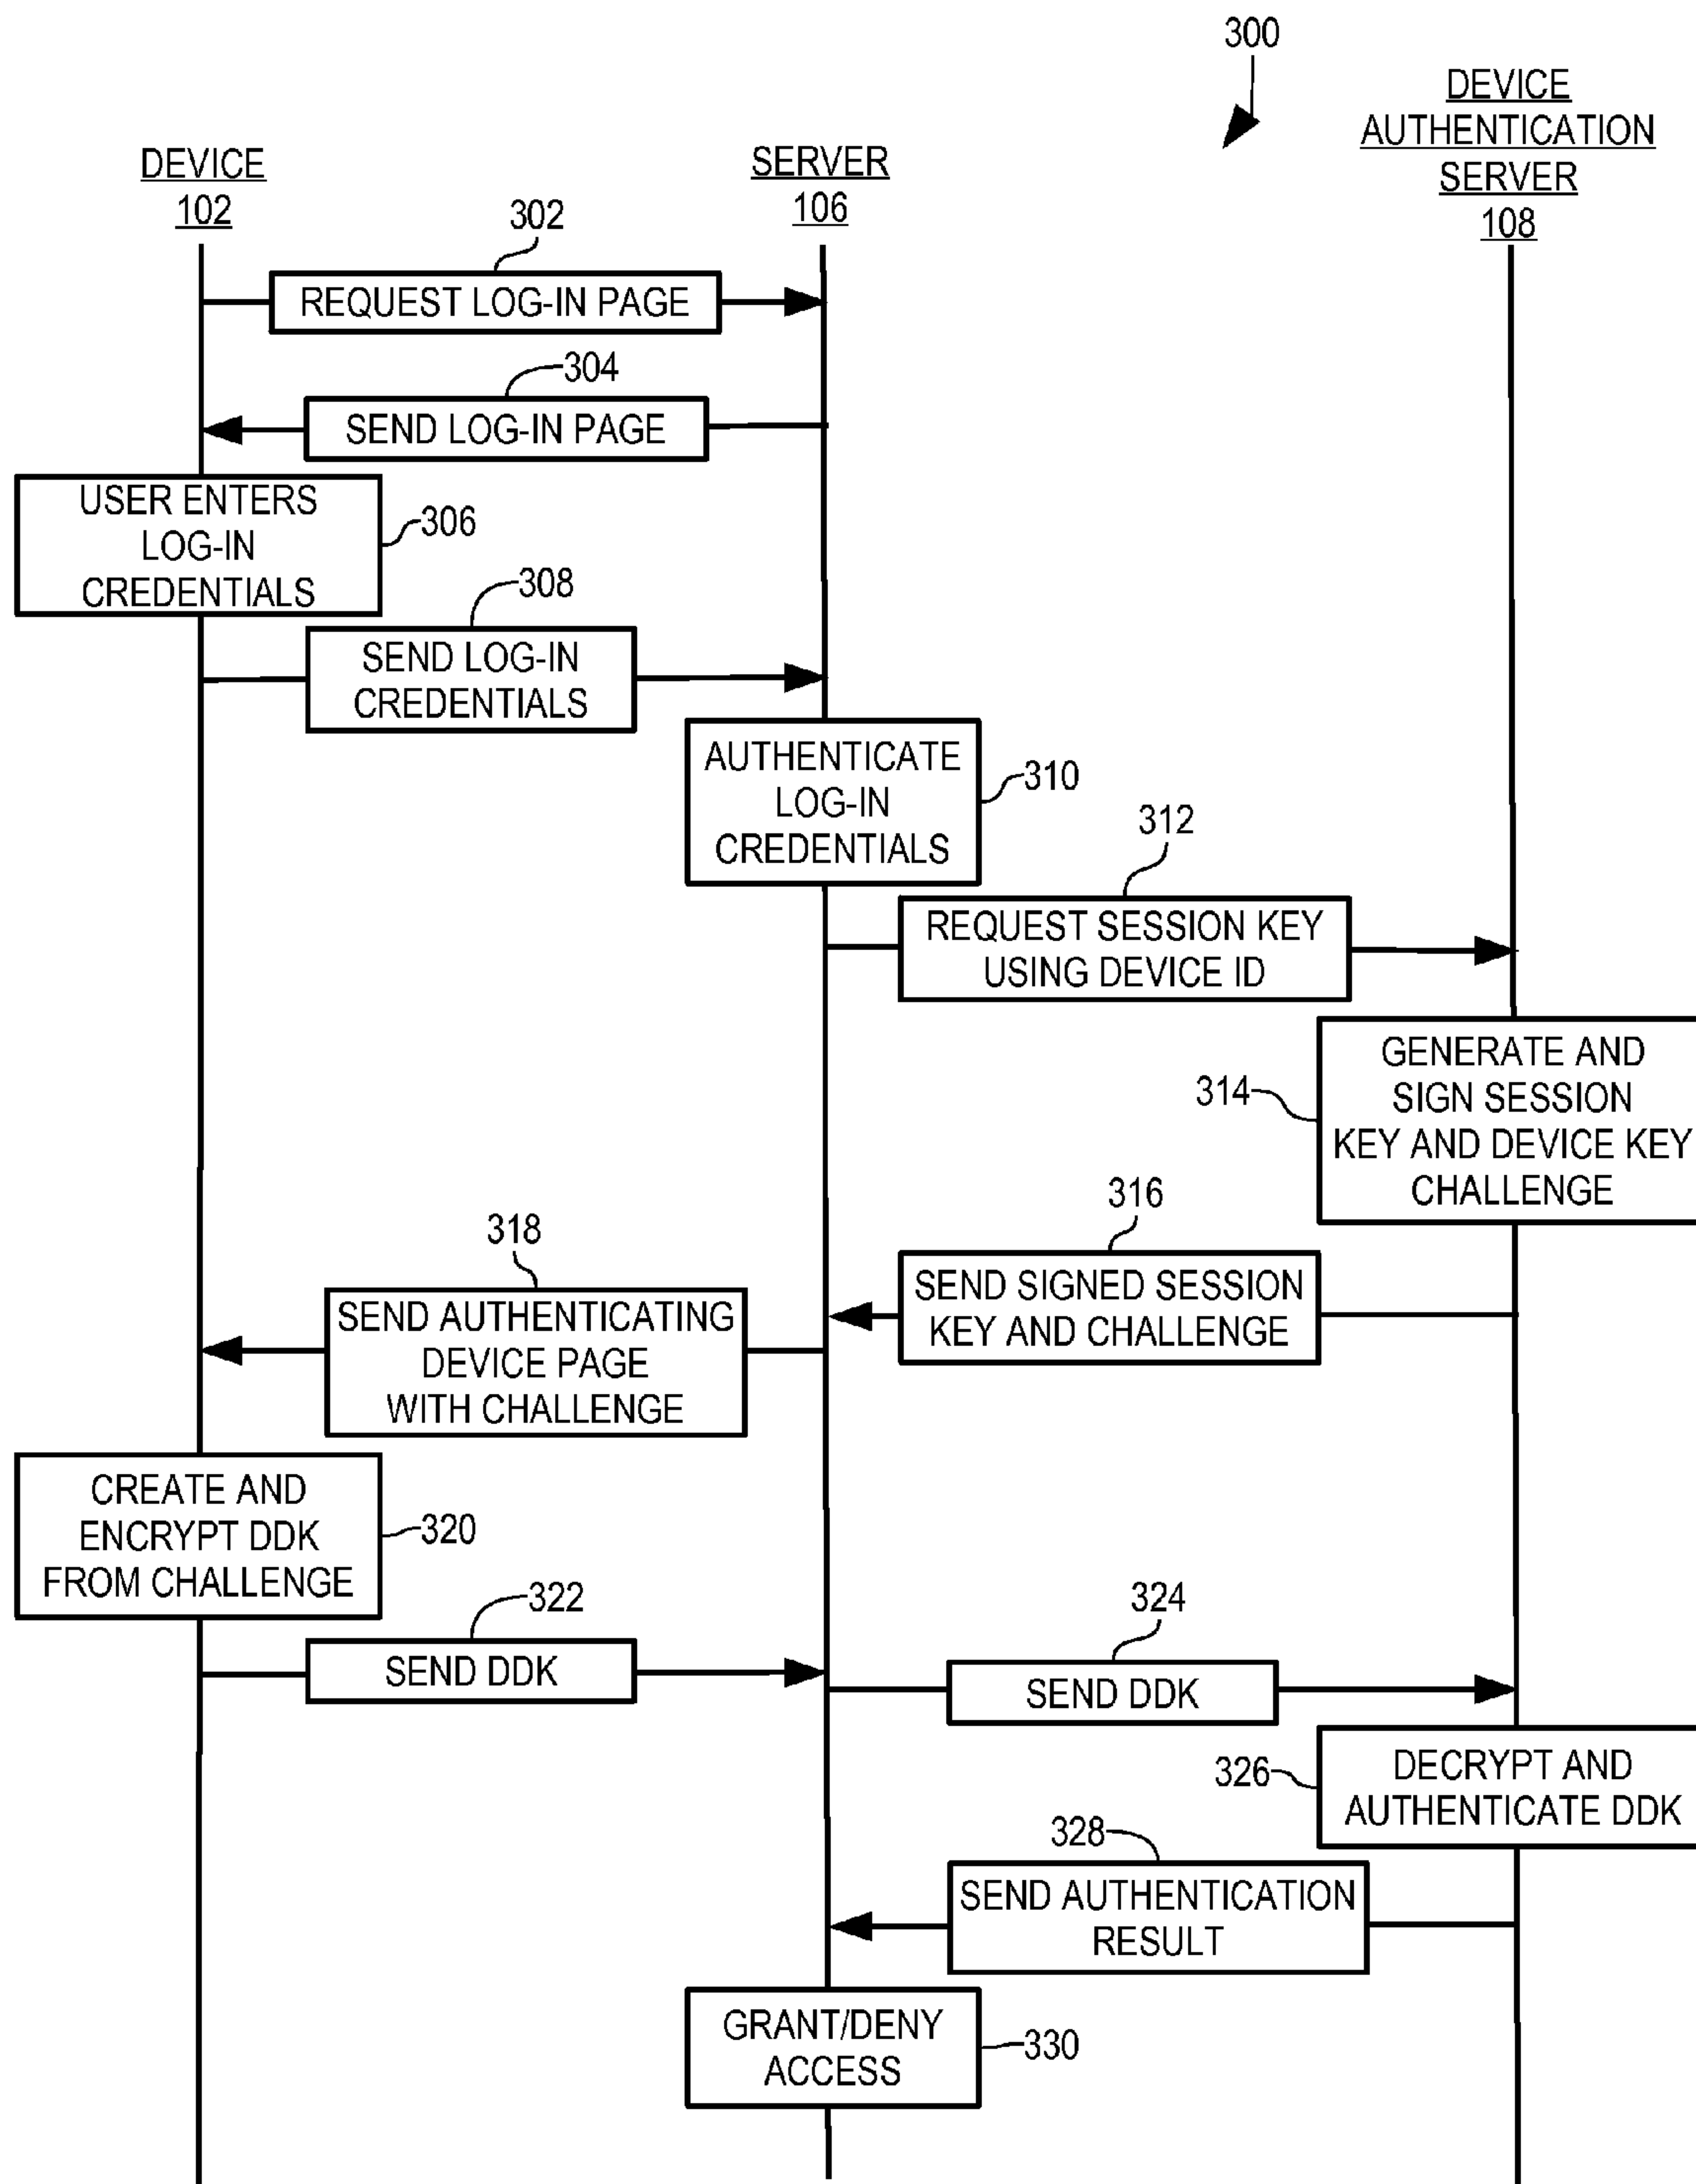 300
DEVICE
AUTHENTICATION
SERVER
108
DEVICE
102
SERVER
106
302
REQUEST LOG-IN PAGE
304
SEND LOG-IN PAGE
USER ENTERS
LOG-IN
CREDENTIALS
306
308
SEND LOG-IN
CREDENTIALS
AUTHENTICATE
LOG-IN
CREDENTIALS
310
312
REQUEST SESSION KEY
USING DEVICE ID
314
GENERATE AND
SIGN SESSION
KEY AND DEVICE KEY
CHALLENGE
316
SEND SIGNED SESSION
KEY AND CHALLENGE
318
SEND AUTHENTICATING
DEVICE PAGE
WITH CHALLENGE
CREATE AND
ENCRYPT DDK
FROM CHALLENGE
320
322
SEND DDK
324
SEND DDK
326
DECRYPT AND
AUTHENTICATE DDK
328
SEND AUTHENTICATION
RESULT
GRANT/DENY
ACCESS
330